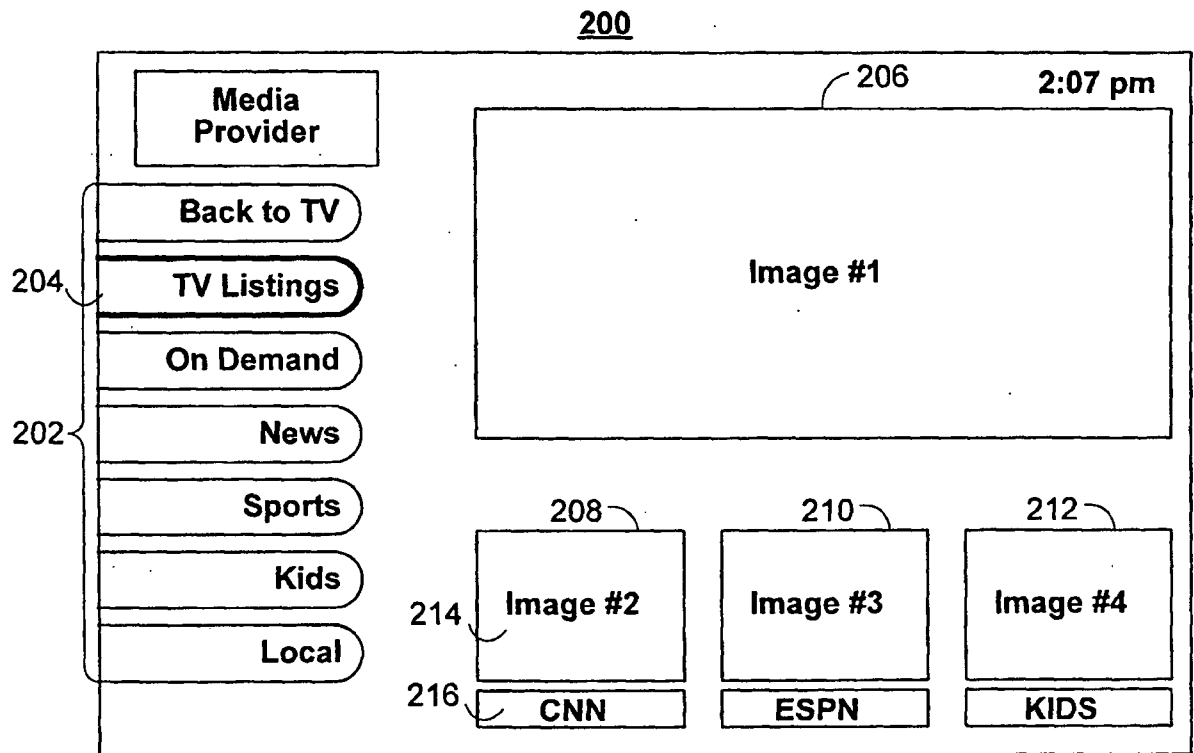 200
206
2:07 pm
Media
Provider
Back to TV
204
TV Listings
Image #1
On Demand
202
News
Sports
208
210
212
Kids
Image #2
Image #3
Image #4
214
Local
216
CNN
ESPN
KIDS